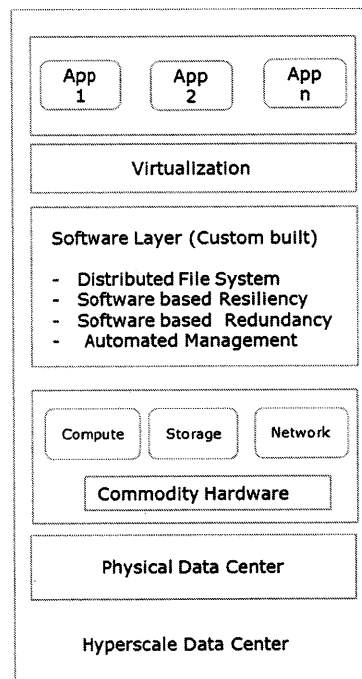 App 1
App 2
App n
Virtualization
Software Layer (Custom built)
- Distributed File System
- Software based Resiliency
- Software based Redundancy
- Automated Management
Compute
Storage
Network
Commodity Hardware
Physical Data Center
Hyperscale Data Center